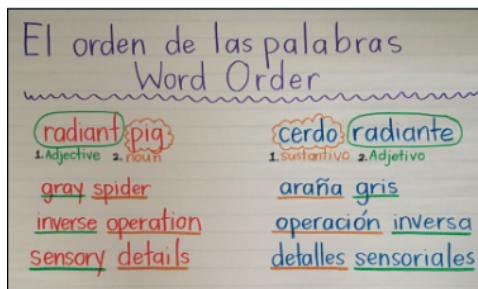 El orden de las palabras
Word Order
radiant pig cerdo radiante
1. Adjective 2. noun 1. sustantivo 2. Adjetivo
gray spider araña gris
inverse operation operación inversa
sensory details detalles sensoriales